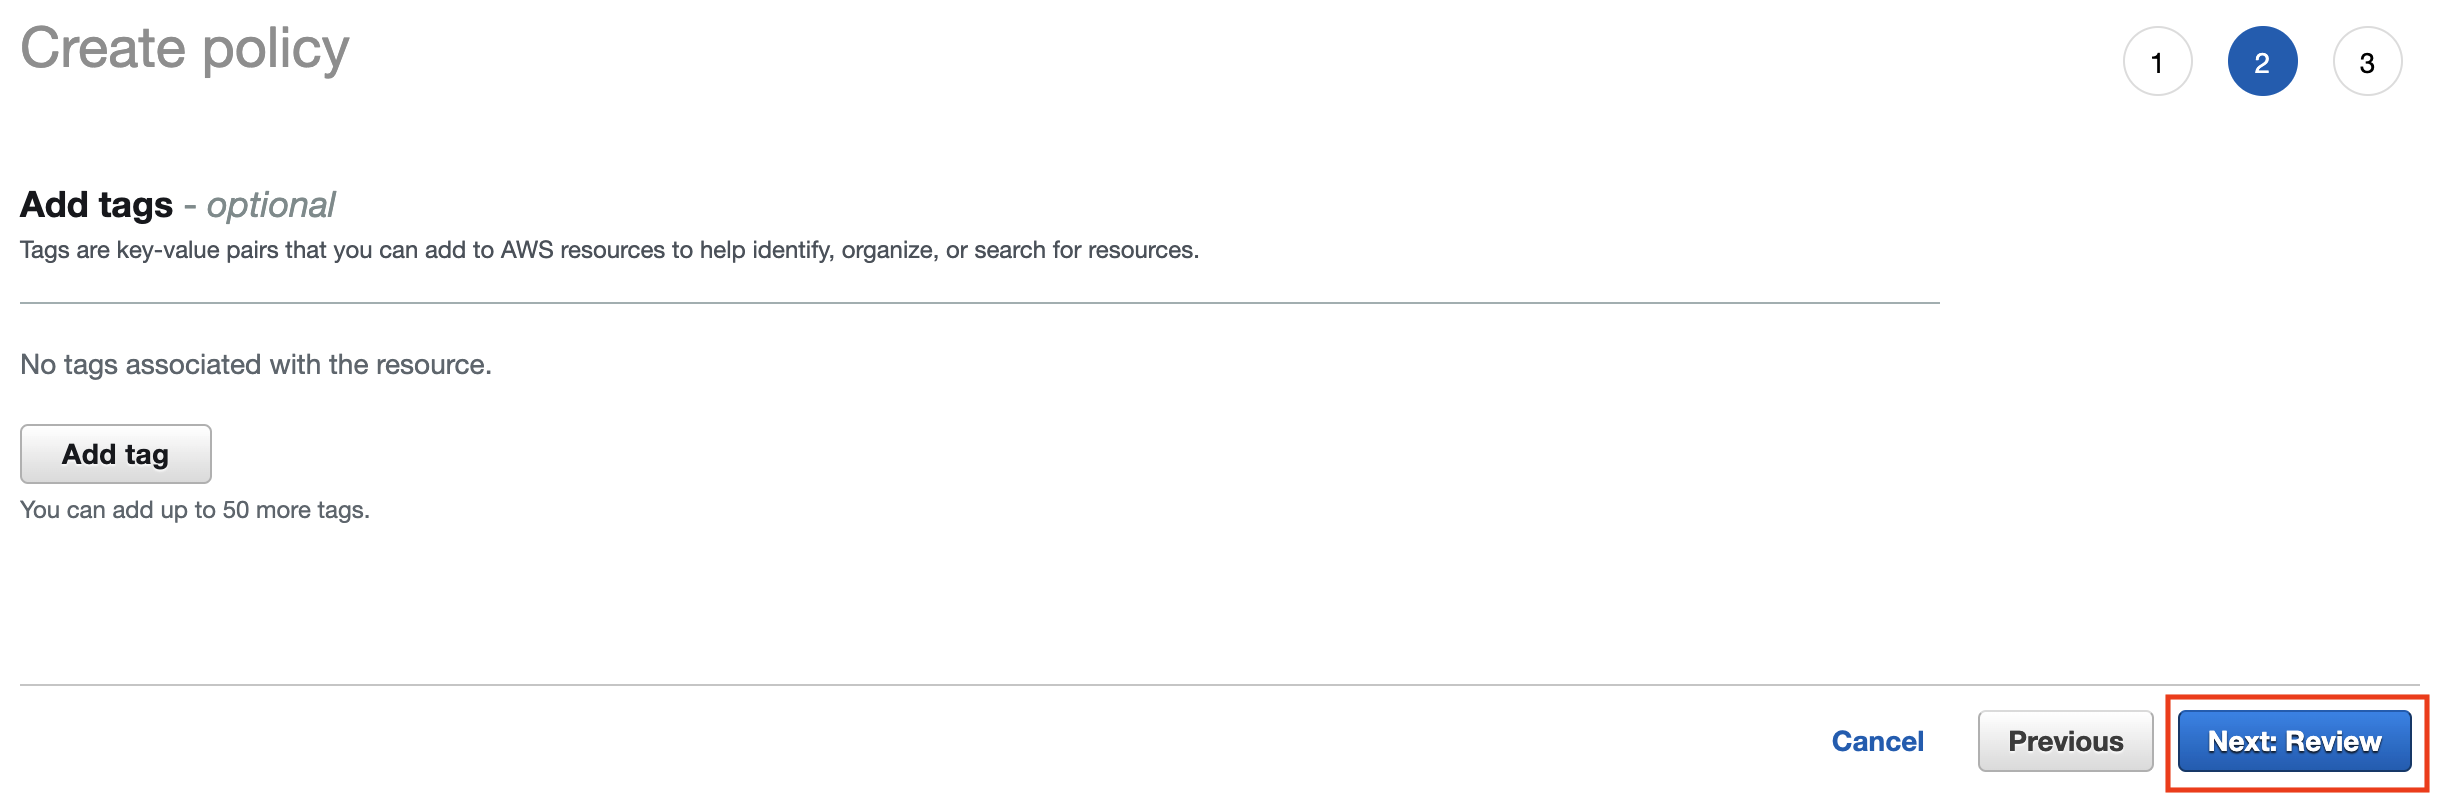 Create policy
1 2 3
Add tags - optional
Tags are key-value pairs that you can add to AWS resources to help identify, organize, or search for resources.
No tags associated with the resource.
Add tag
You can add up to 50 more tags.
Cancel Previous Next: Review